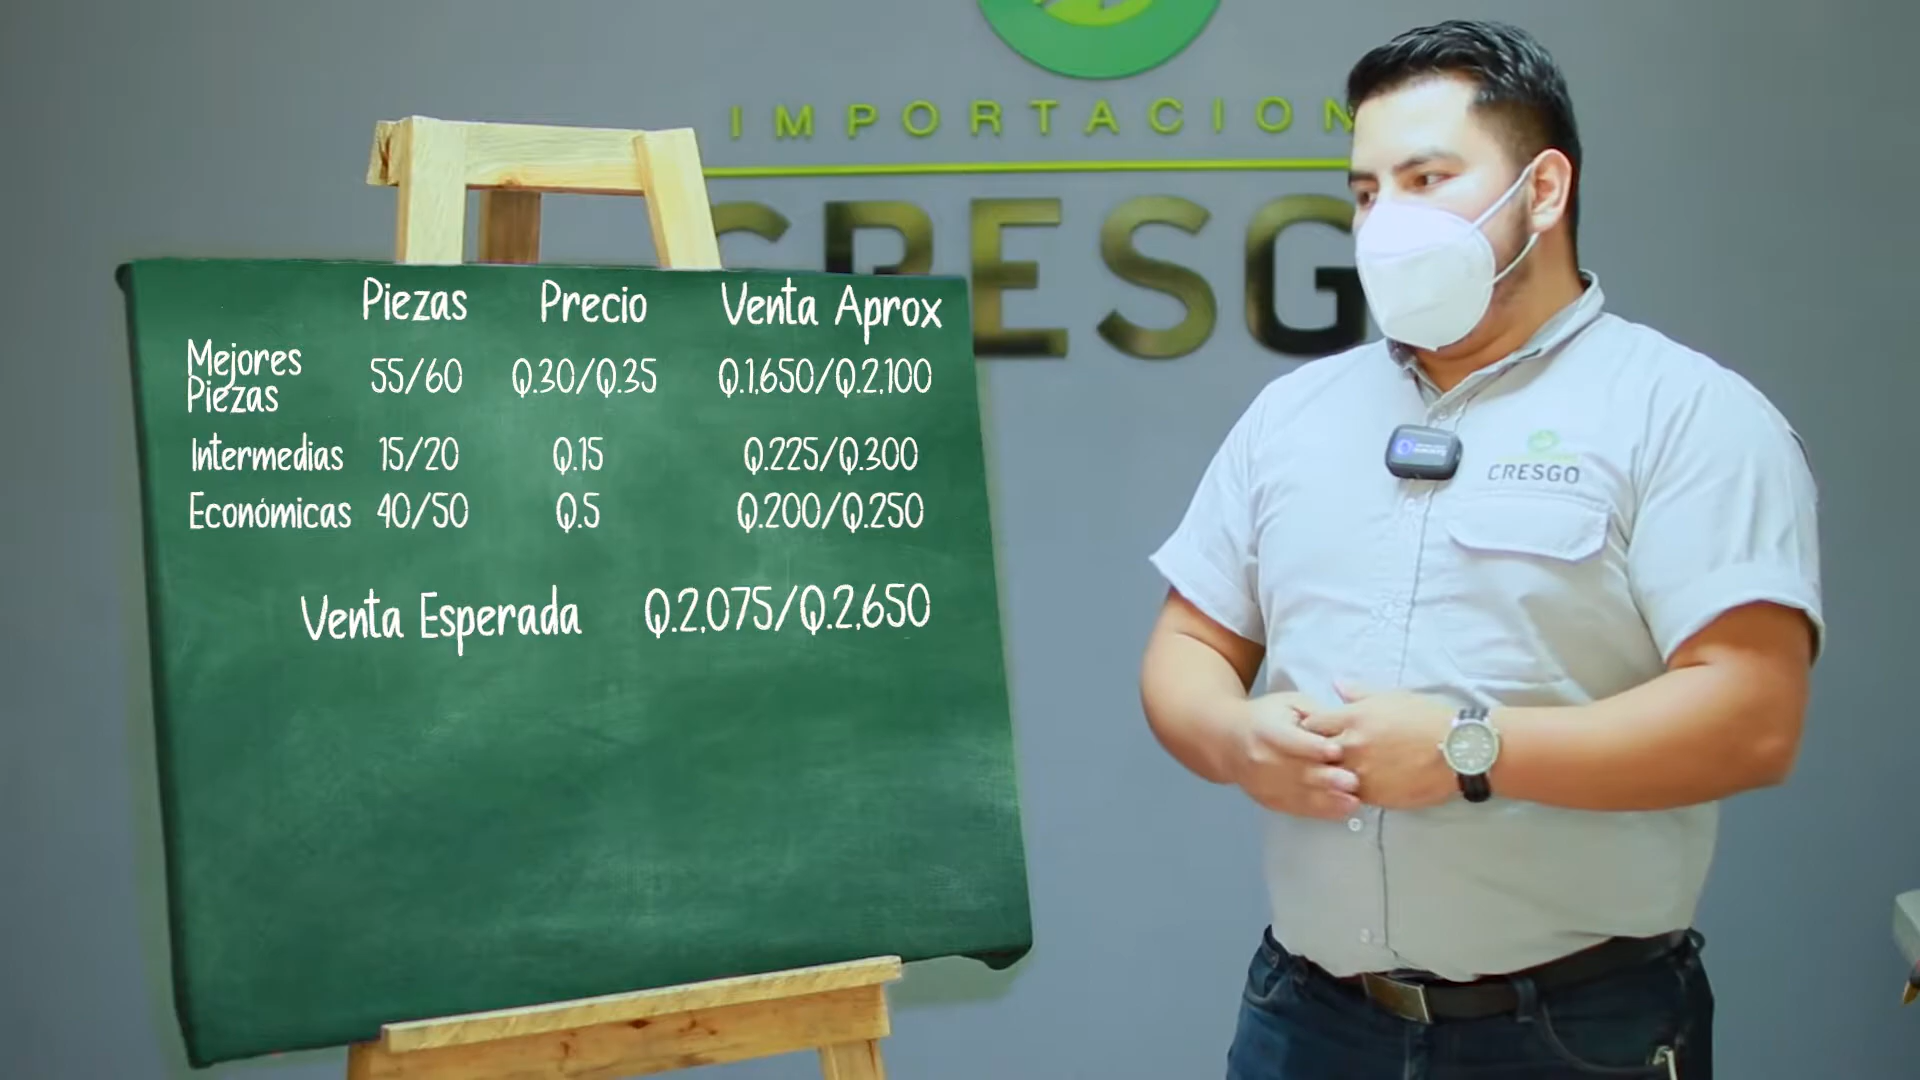 IMPORTACION
CRESG
Piezas Precio Venta Aprox
Mejores
Piezas 55/60 Q.30/Q.35 Q.1,650/Q.2,100
Intermedias 15/20 Q.15 Q.225/Q.300
Económicas 40/50 Q.5 Q.200/Q.250
Venta Esperada Q.2,075/Q.2,650
CRESGO